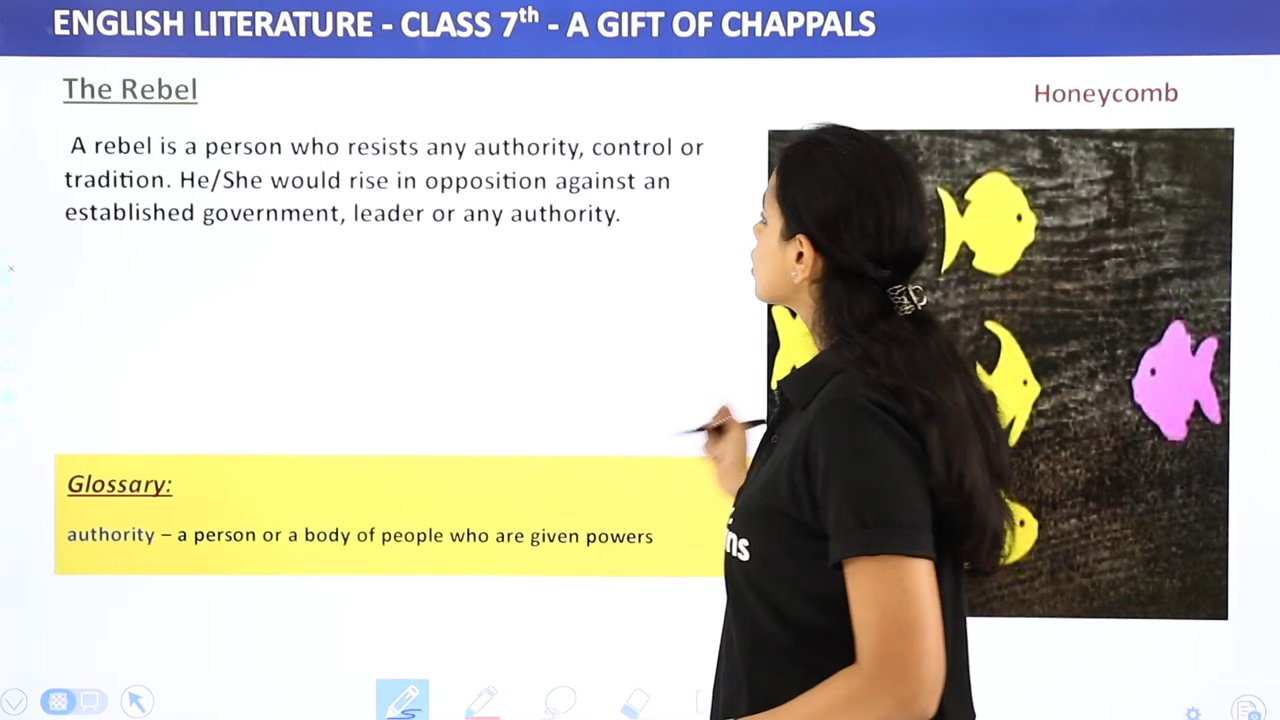 ENGLISH LITERATURE - CLASS 7th - A GIFT OF CHAPPALS
The Rebel
Honeycomb
A rebel is a person who resists any authority, control or
tradition. He/She would rise in opposition against an
established government, leader or any authority.
Glossary:
authority – a person or a body of people who are given powers